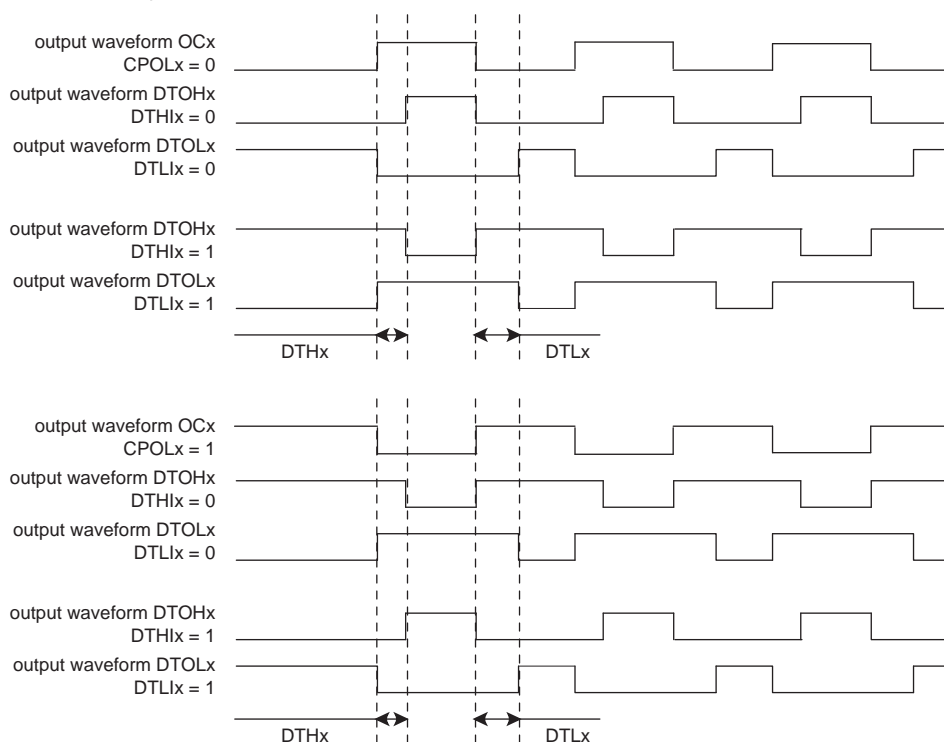 output waveform OCx
CPOLx = 0
output waveform DTOHx
DTHIx = 0
output waveform DTOLx
DTLIx = 0
output waveform DTOHx
DTHIx = 1
output waveform DTOLx
DTLIx = 1
DTHx DTLx
output waveform OCx
CPOLx = 1
output waveform DTOHx
DTHIx = 0
output waveform DTOLx
DTLIx = 0
output waveform DTOHx
DTHIx = 1
output waveform DTOLx
DTLIx = 1
DTHx DTLx